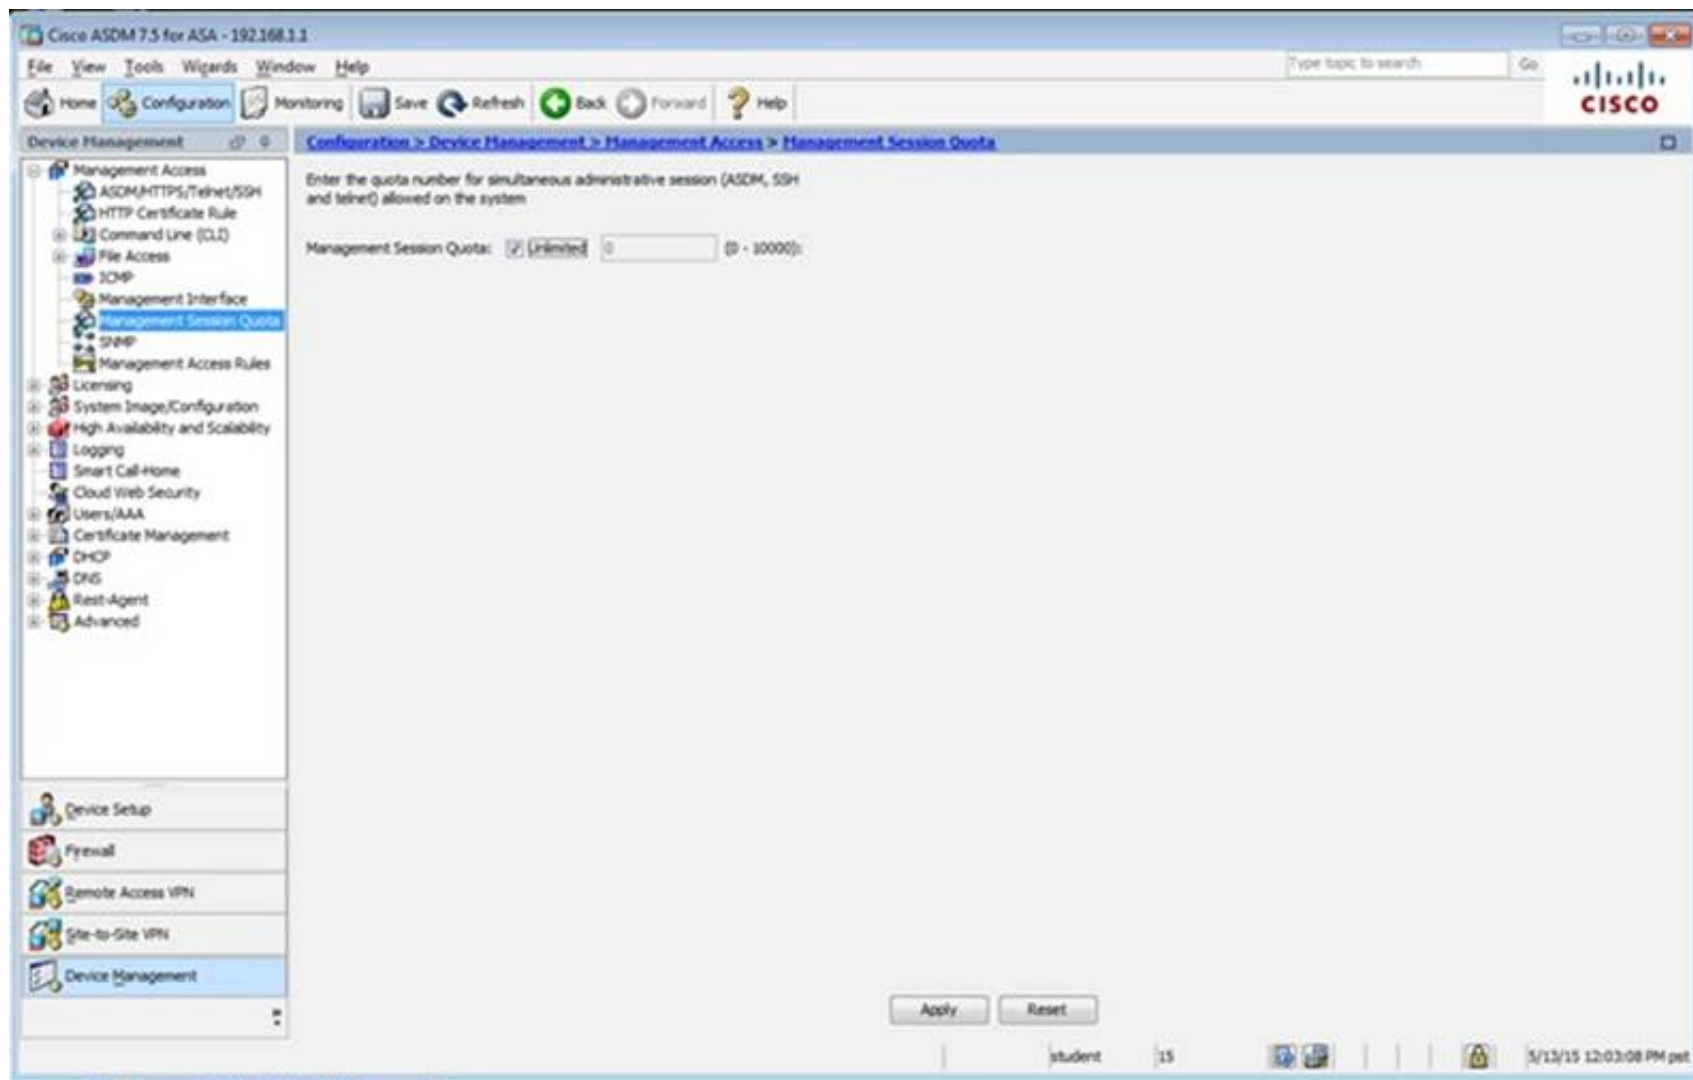 Cisco ASDM 7.5 for ASA - 192.168.1.1
File View Tools Wizards Window Help
Type topic to search Go
Home Configuration Monitoring Save Refresh Back Forward Help
CISCO
Device Management
Configuration > Device Management > Management Access > Management Session Quota
Management Access
ASDM/HTTPS/Telnet/SSH
HTTP Certificate Rule
Command Line (CLI)
File Access
ICMP
Management Interface
Management Session Quota
SNMP
Management Access Rules
Licensing
System Image/Configuration
High Availability and Scalability
Logging
Smart Call-Home
Cloud Web Security
Users/AAA
Certificate Management
DHCP
DNS
Rest-Agent
Advanced
Enter the quota number for simultaneous administrative session (ASDM, SSH
and telnet) allowed on the system
Management Session Quota: Unlimited 0 (0 - 10000):
Device Setup
Firewall
Remote Access VPN
Site-to-Site VPN
Device Management
Apply Reset
student 15 5/13/15 12:03:08 PM pst